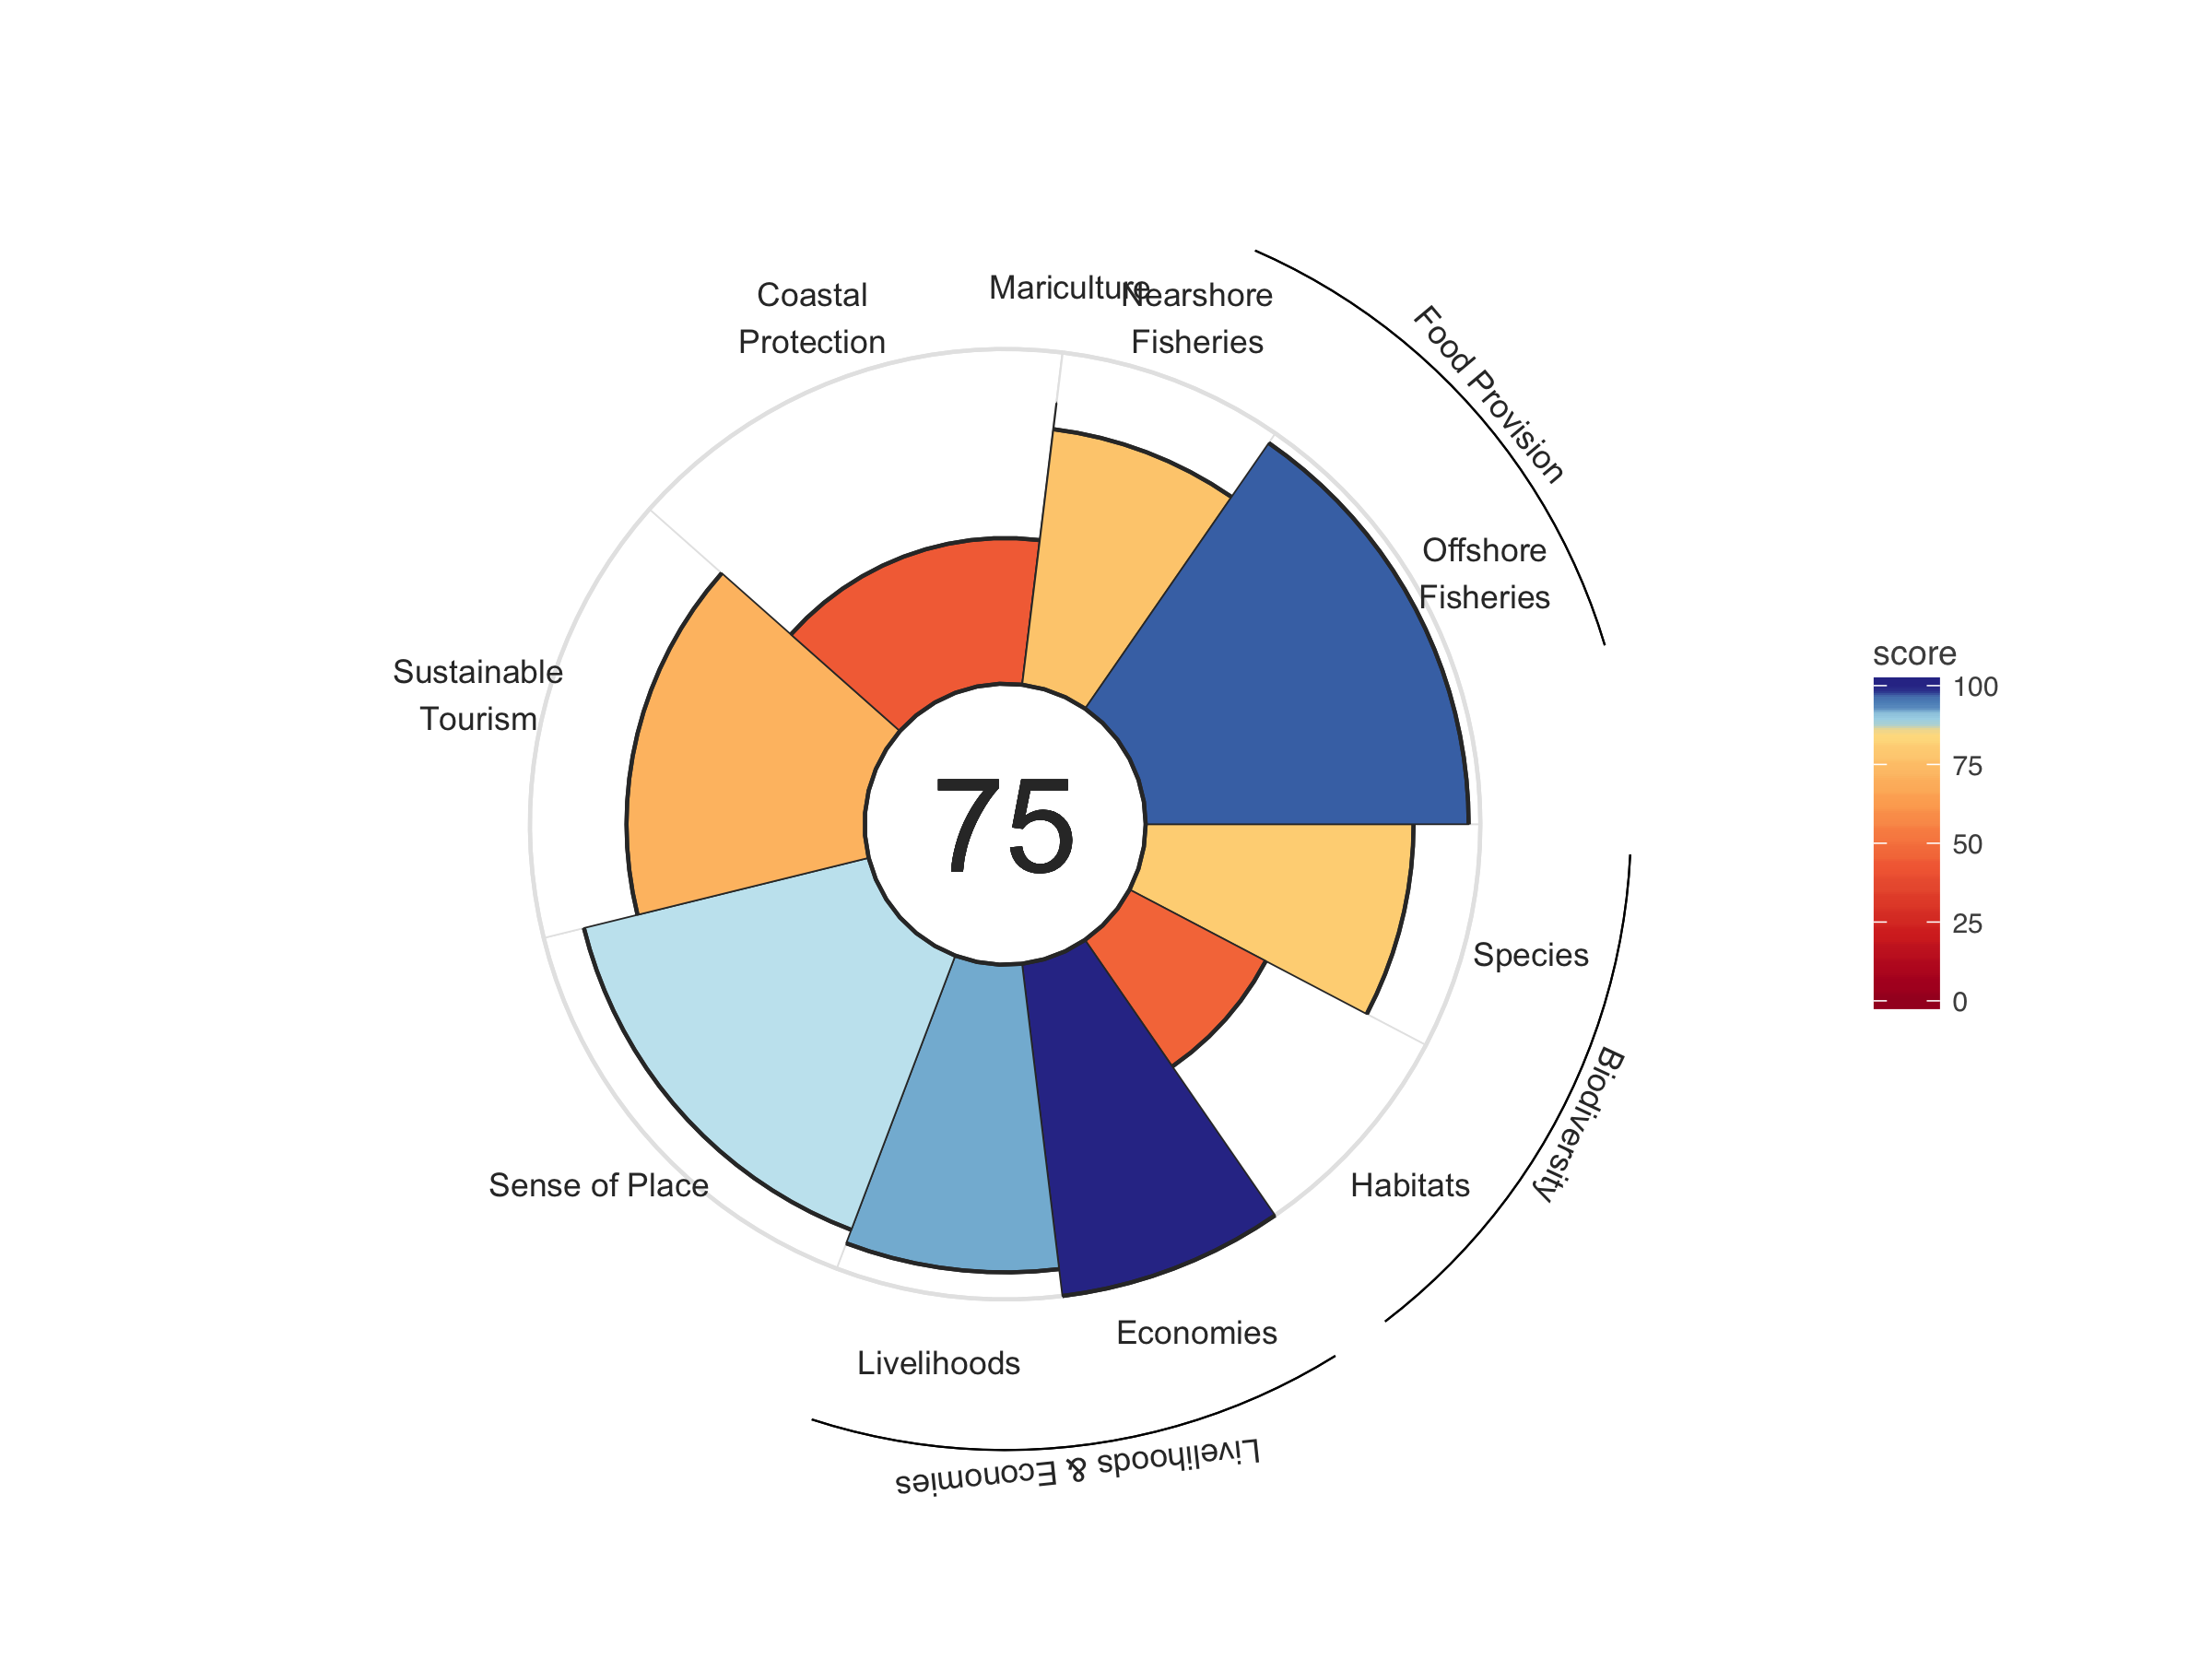 Coastal
Protection
Mariculture
Nearshore
Fisheries
Food Provision
Offshore
Fisheries
Sustainable
Tourism
75
score
100
75
50
25
0
Species
Biodiversity
Habitats
Sense of Place
Economies
Livelihoods
Livelihoods & Economies